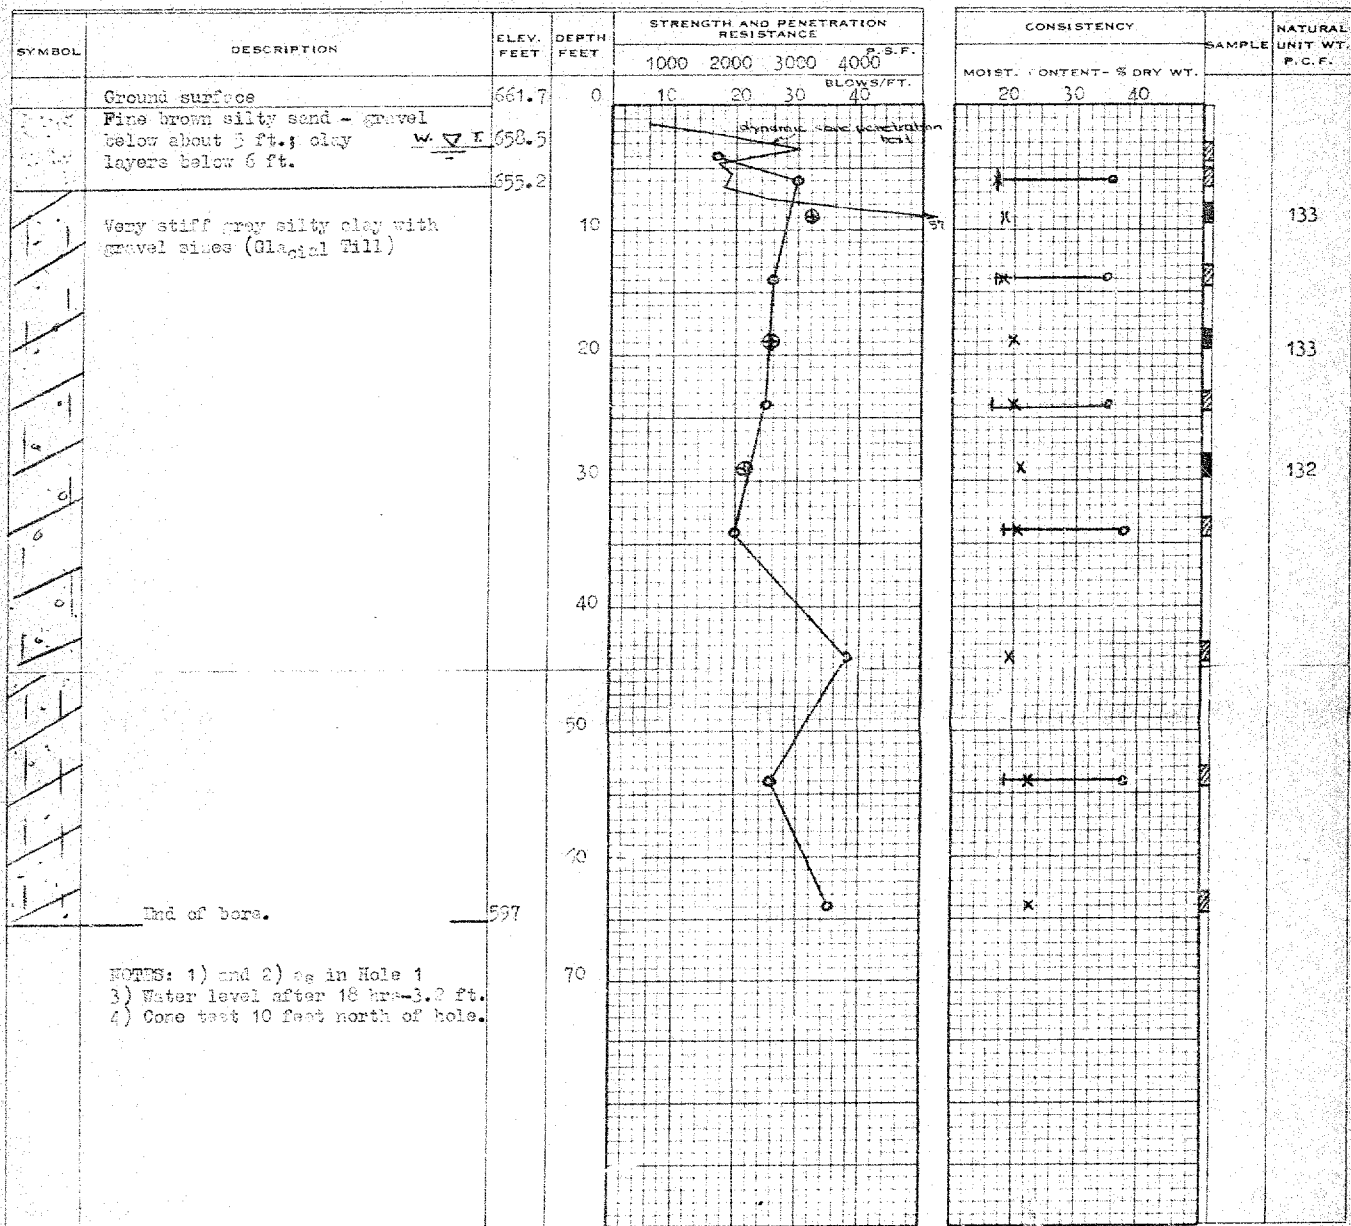 SYMBOL
DESCRIPTION
ELEV. FEET
DEPTH FEET
STRENGTH AND PENETRATION RESISTANCE
P.S.F.
1000 2000 3000 4000
BLOWS/FT.
10 20 30 40
CONSISTENCY
MOIST. CONTENT - % DRY WT.
20 30 40
SAMPLE
NATURAL UNIT WT. P.C.F.
Ground surface 661.7 0
Fine brown silty sand - gravel
below about 3 ft.; clay W. I 658.5
layers below 6 ft.
655.2
dynamic cone penetration
test
Very stiff grey silty clay with
gravel sizes (Glacial Till)
10
133
20
133
30
132
40
50
60
End of bore. 597
70
NOTES: 1) and 2) as in Hole 1
3) Water level after 18 hrs-3.2 ft.
4) Cone test 10 feet north of hole.